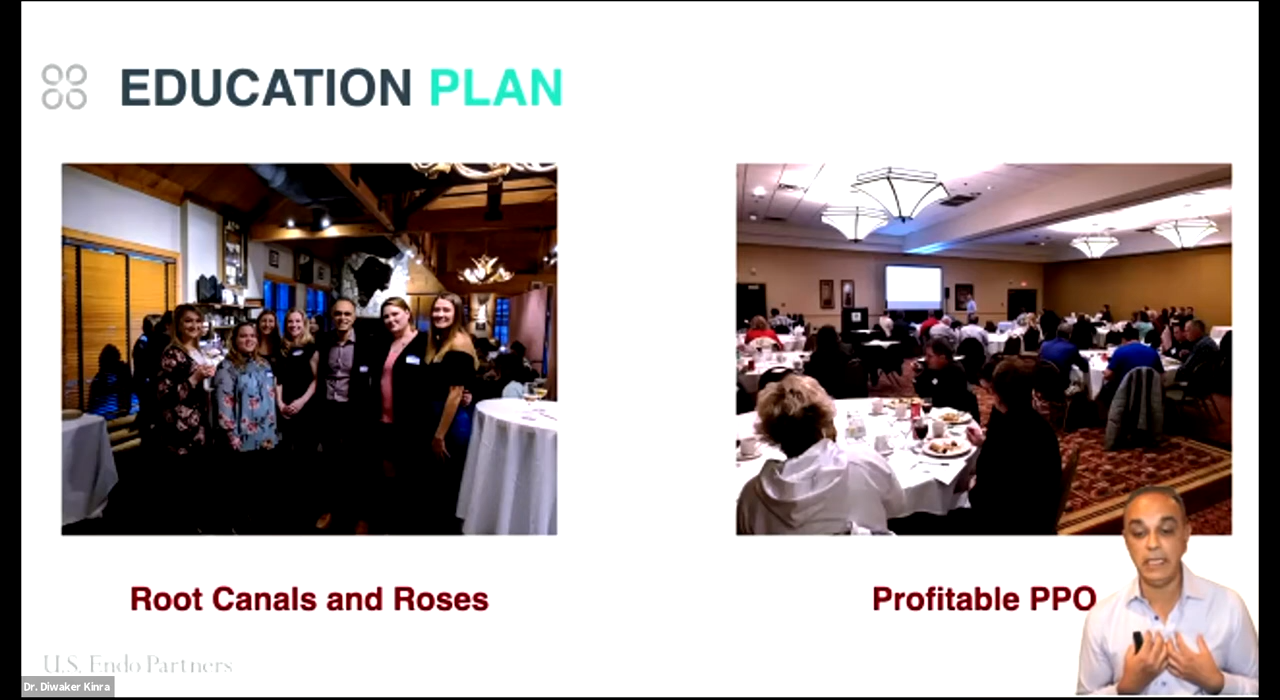 EDUCATION PLAN
Root Canals and Roses
Profitable PPO
U.S. Endo Partners
Dr. Diwaker Kinra